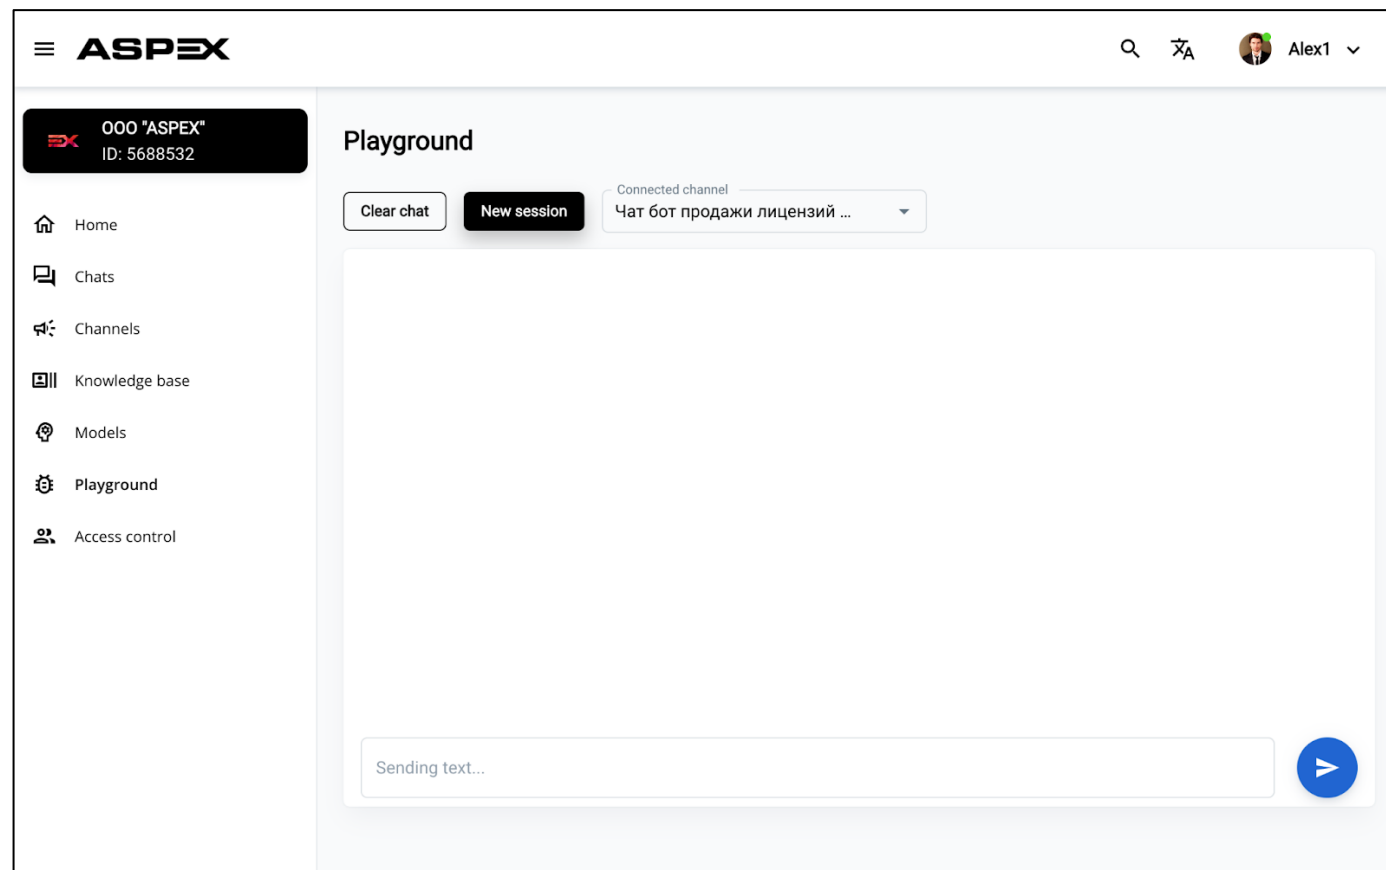 ASPEX
Alex1
ООО "ASPEX"
ID: 5688532
Home
Chats
Channels
Knowledge base
Models
Playground
Access control
Playground
Clear chat
New session
Connected channel
Чат бот продажи лицензий ...
Sending text...